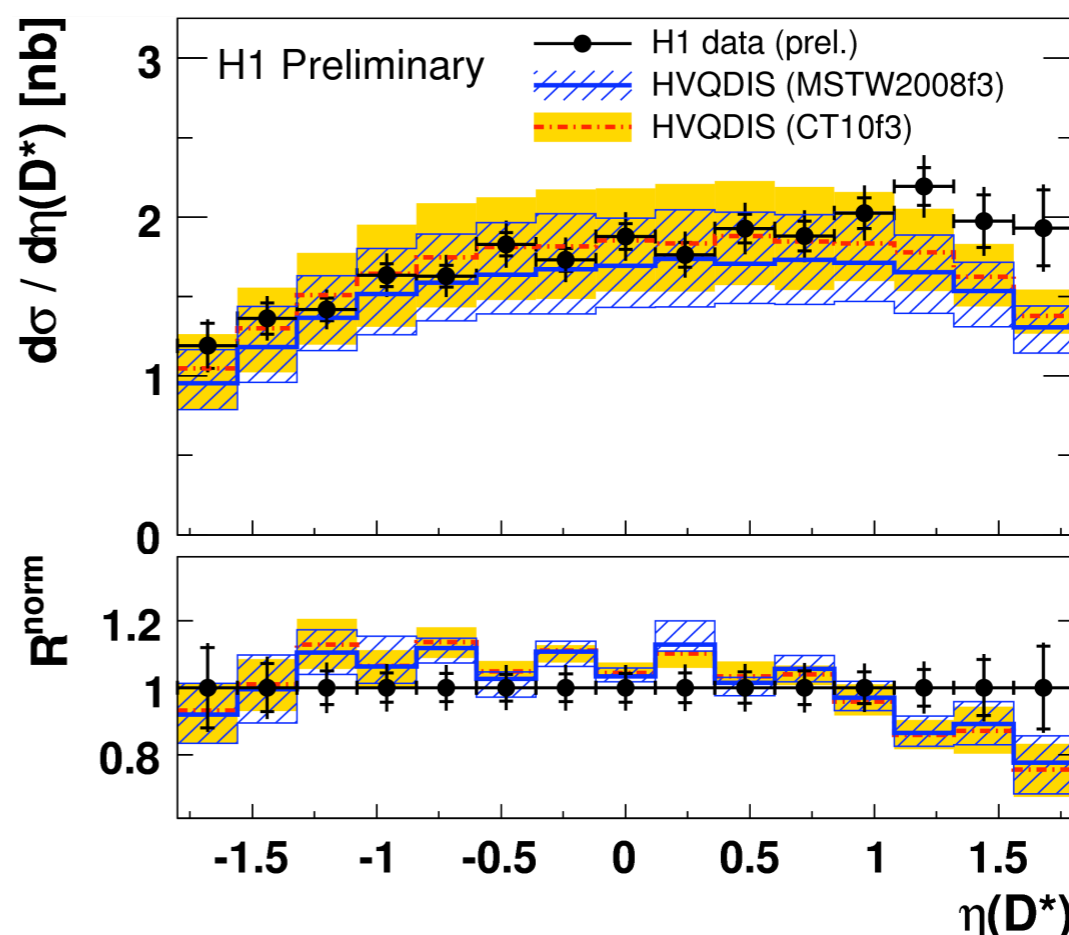 dσ / dη(D*) [nb]
H1 Preliminary
H1 data (prel.)
HVQDIS (MSTW2008f3)
HVQDIS (CT10f3)
3
2
1
0
R^norm
1.2
1
0.8
-1.5 -1 -0.5 0 0.5 1 1.5
η(D*)